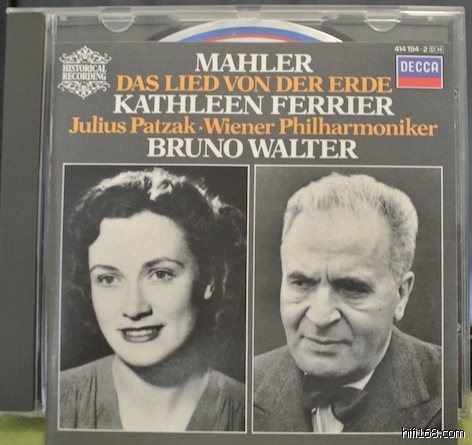 HISTORICAL
RECORDING
MAHLER
DAS LIED VON DER ERDE
KATHLEEN FERRIER
Julius Patzak · Wiener Philharmoniker
BRUNO WALTER
414 194-2 DH
DECCA
hifi168.com